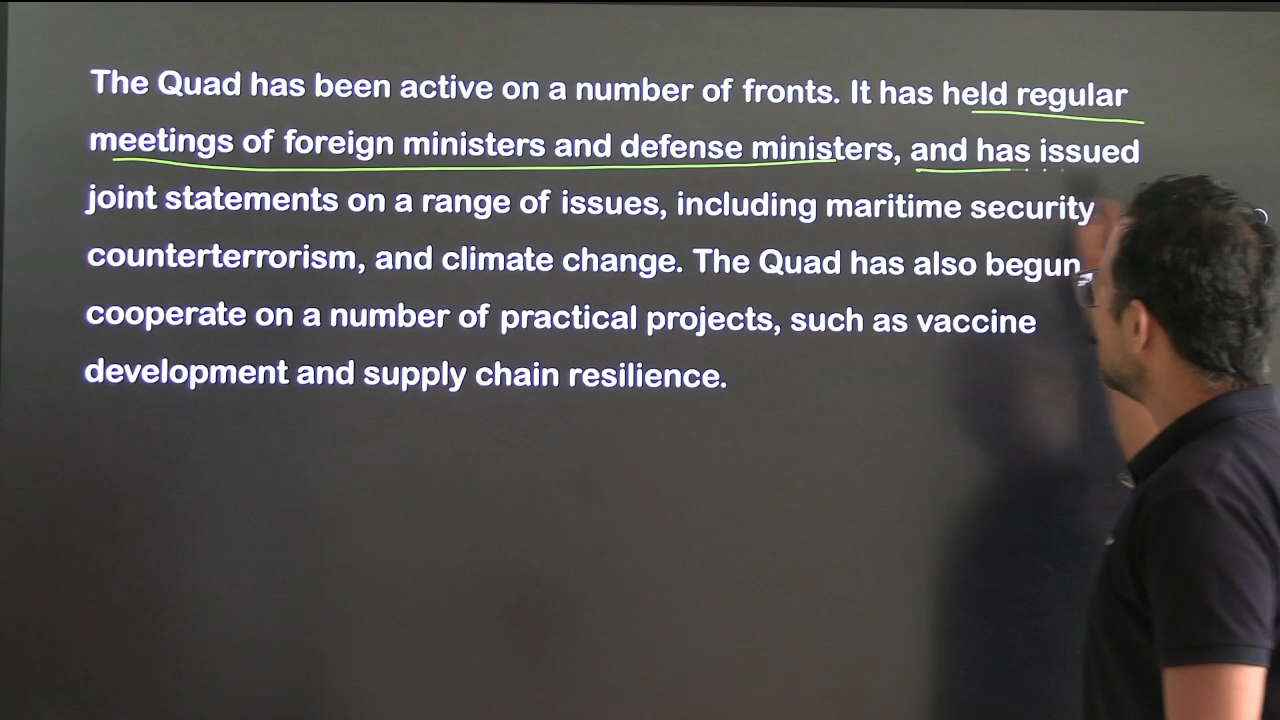 The Quad has been active on a number of fronts. It has held regular
meetings of foreign ministers and defense ministers, and has issued
joint statements on a range of issues, including maritime security
counterterrorism, and climate change. The Quad has also begun
cooperate on a number of practical projects, such as vaccine
development and supply chain resilience.